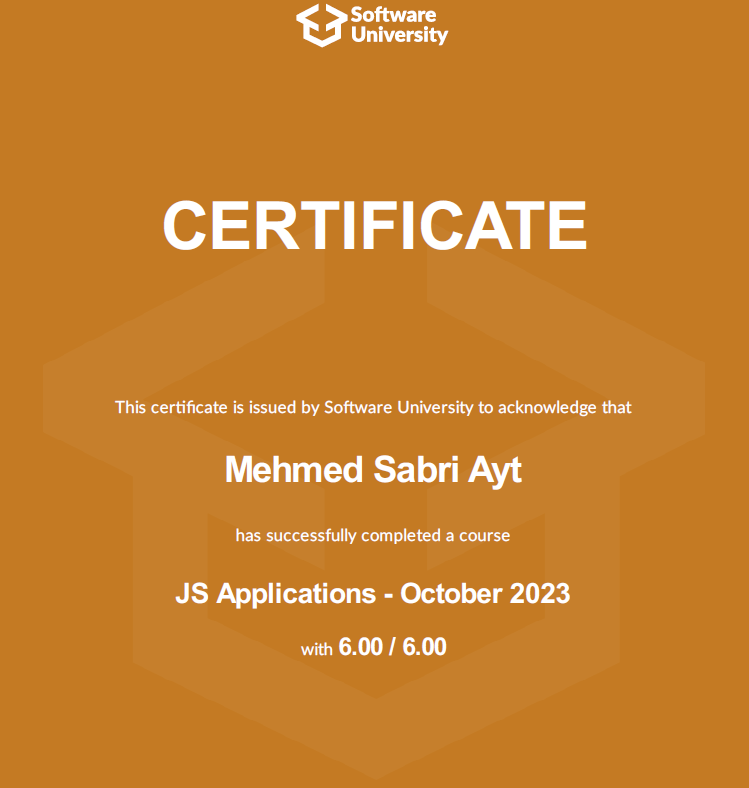 Software
University
CERTIFICATE
This certificate is issued by Software University to acknowledge that
Mehmed Sabri Ayt
has successfully completed a course
JS Applications - October 2023
with 6.00 / 6.00